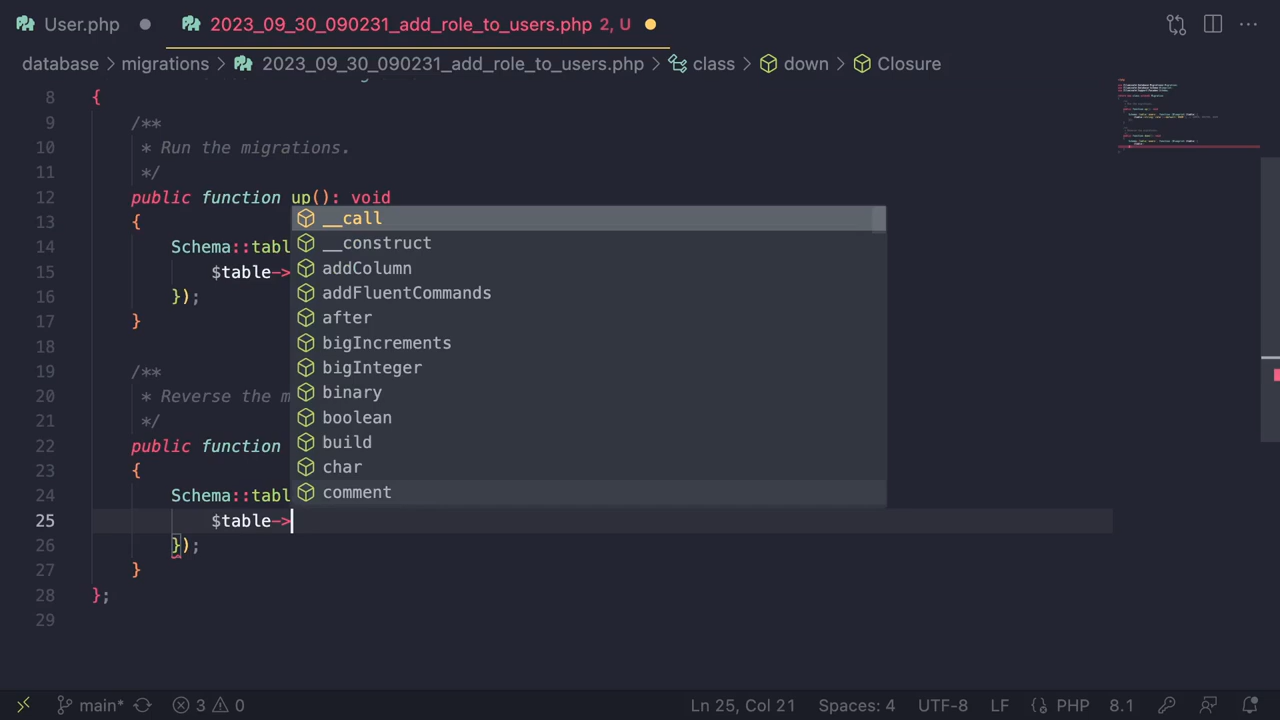 User.php
2023_09_30_090231_add_role_to_users.php 2, U
database > migrations > 2023_09_30_090231_add_role_to_users.php > class > down > Closure
8 {
9 /**
10 * Run the migrations.
11 */
12 public function up(): void
13 {
14 Schema::tabl
15 $table->
16 });
17 }
18
19 /**
20 * Reverse the m
21 */
22 public function
23 {
24 Schema::tabl
25 $table->
26 });
27 }
28 };
29
__call
__construct
addColumn
addFluentCommands
after
bigIncrements
bigInteger
binary
boolean
build
char
comment
main* 3 0 Ln 25, Col 21 Spaces: 4 UTF-8 LF {} PHP 8.1